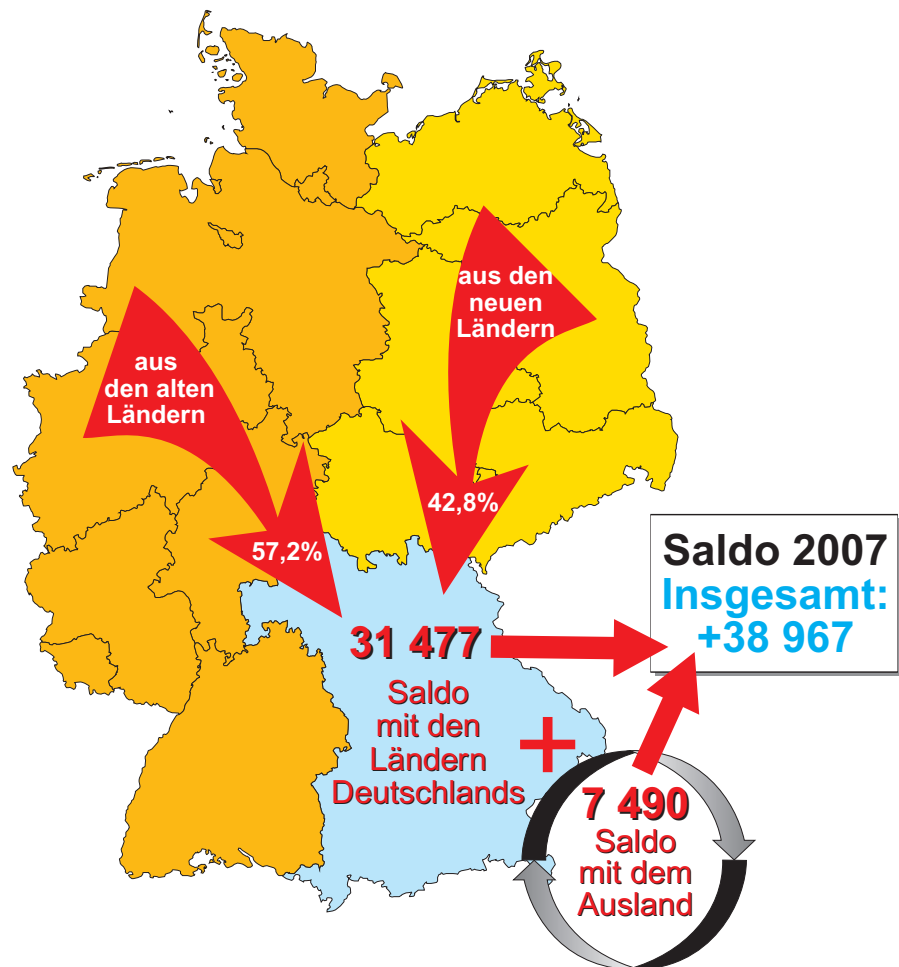 aus den
neuen
Ländern
aus
den alten
Ländern
42,8%
57,2%
Saldo 2007
Insgesamt:
+38 967
31 477
Saldo
mit den
Ländern
Deutschlands
+
7 490
Saldo
mit dem
Ausland